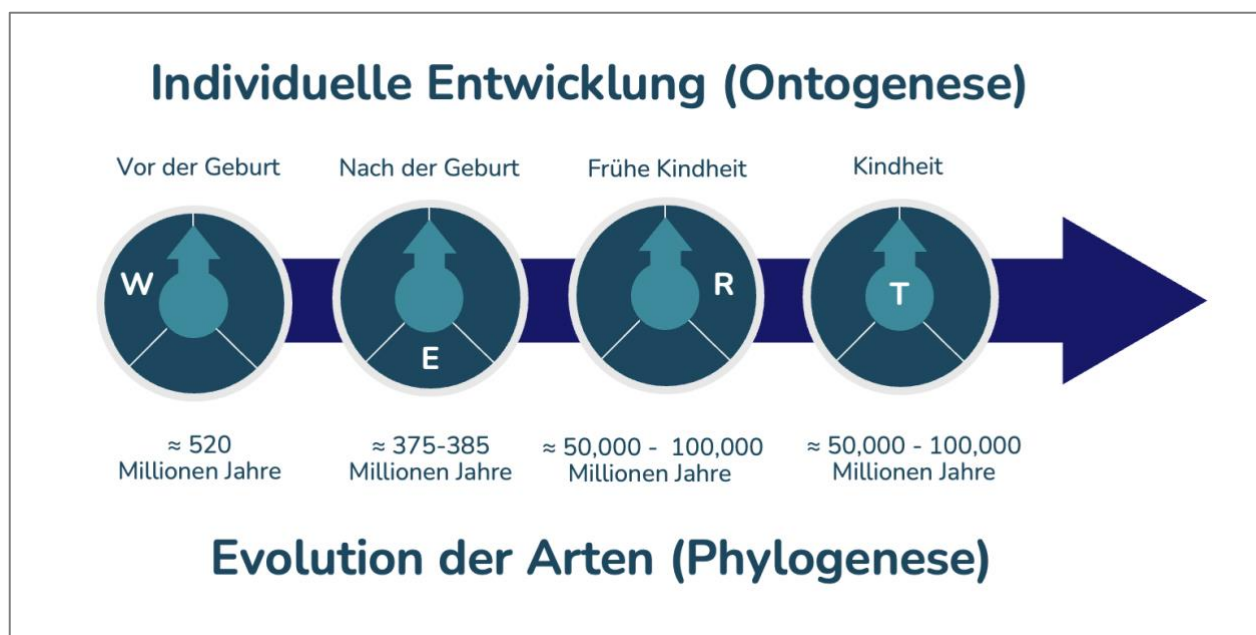 Individuelle Entwicklung (Ontogenese)
Vor der Geburt
Nach der Geburt
Frühe Kindheit
Kindheit
W
E
R
T
≈ 520
Millionen Jahre
≈ 375-385
Millionen Jahre
≈ 50,000 - 100,000
Millionen Jahre
≈ 50,000 - 100,000
Millionen Jahre
Evolution der Arten (Phylogenese)